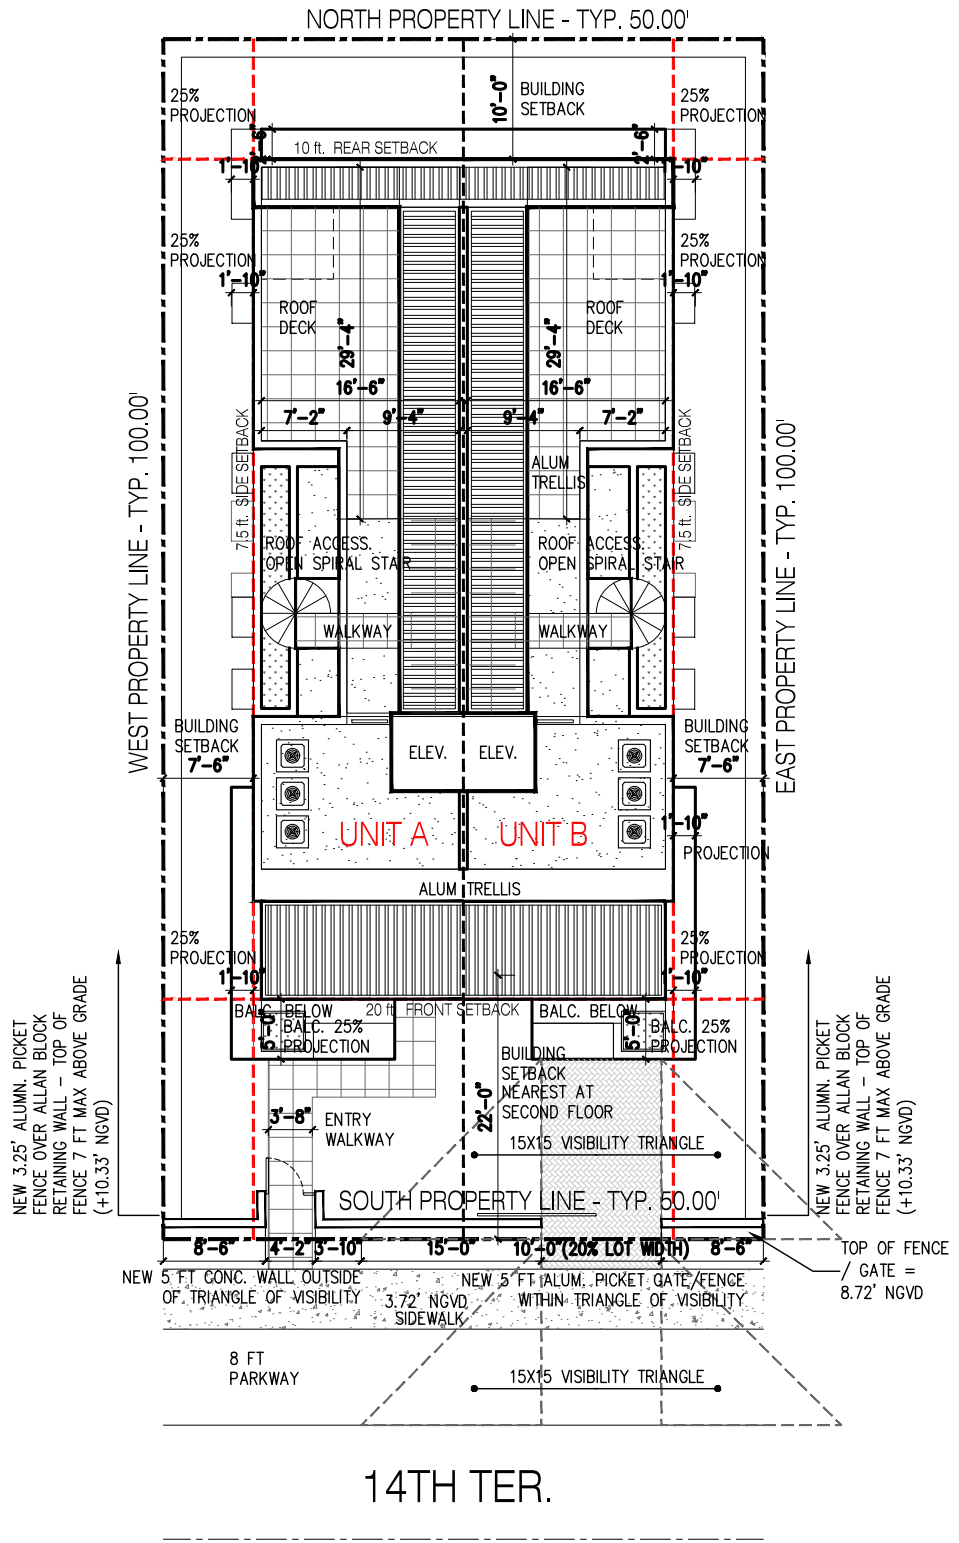 NORTH PROPERTY LINE - TYP. 50.00'
25%
PROJECTION
10'-0"
BUILDING
SETBACK
25%
PROJECTION
2'-6"
10 ft. REAR SETBACK
2'-6"
1'-10"
1'-10"
25%
PROJECTION
1'-10"
25%
PROJECTION
1'-10"
ROOF
DECK
29'-4"
16'-6"
ROOF
DECK
29'-4"
16'-6"
7'-2"
9'-4"
9'-4"
7'-2"
WEST PROPERTY LINE - TYP. 100.00'
7.5 ft. SIDE SETBACK
ALUM
TRELLIS
7.5 ft. SIDE SETBACK
EAST PROPERTY LINE - TYP. 100.00'
ROOF ACCESS.
OPEN SPIRAL STAIR
ROOF ACCESS.
OPEN SPIRAL STAIR
WALKWAY
WALKWAY
BUILDING
SETBACK
7'-6"
ELEV.
ELEV.
BUILDING
SETBACK
7'-6"
UNIT A
UNIT B
1'-10"
PROJECTION
ALUM TRELLIS
25%
PROJECTION
1'-10"
25%
PROJECTION
1'-10"
BALC. BELOW
20 ft. FRONT SETBACK
BALC. BELOW
5'-0"
BALC. 25%
PROJECTION
5'-0"
BALC. 25%
PROJECTION
NEW 3.25' ALUMN. PICKET
FENCE OVER ALLAN BLOCK
RETAINING WALL - TOP OF
FENCE 7 FT MAX ABOVE GRADE
(+10.33' NGVD)
BUILDING
SETBACK
NEAREST AT
SECOND FLOOR
22'-0"
3'-8"
ENTRY
WALKWAY
15X15 VISIBILITY TRIANGLE
NEW 3.25' ALUMN. PICKET
FENCE OVER ALLAN BLOCK
RETAINING WALL - TOP OF
FENCE 7 FT MAX ABOVE GRADE
(+10.33' NGVD)
SOUTH PROPERTY LINE - TYP. 50.00'
8'-6"
4'-2"
3'-10"
15'-0"
10'-0"(20% LOT WIDTH)
8'-6"
TOP OF FENCE
/ GATE =
8.72' NGVD
NEW 5 FT CONC. WALL OUTSIDE
OF TRIANGLE OF VISIBILITY
NEW 5 FT ALUM. PICKET GATE/FENCE
WITHIN TRIANGLE OF VISIBILITY
3.72' NGVD
SIDEWALK
8 FT
PARKWAY
15X15 VISIBILITY TRIANGLE
14TH TER.